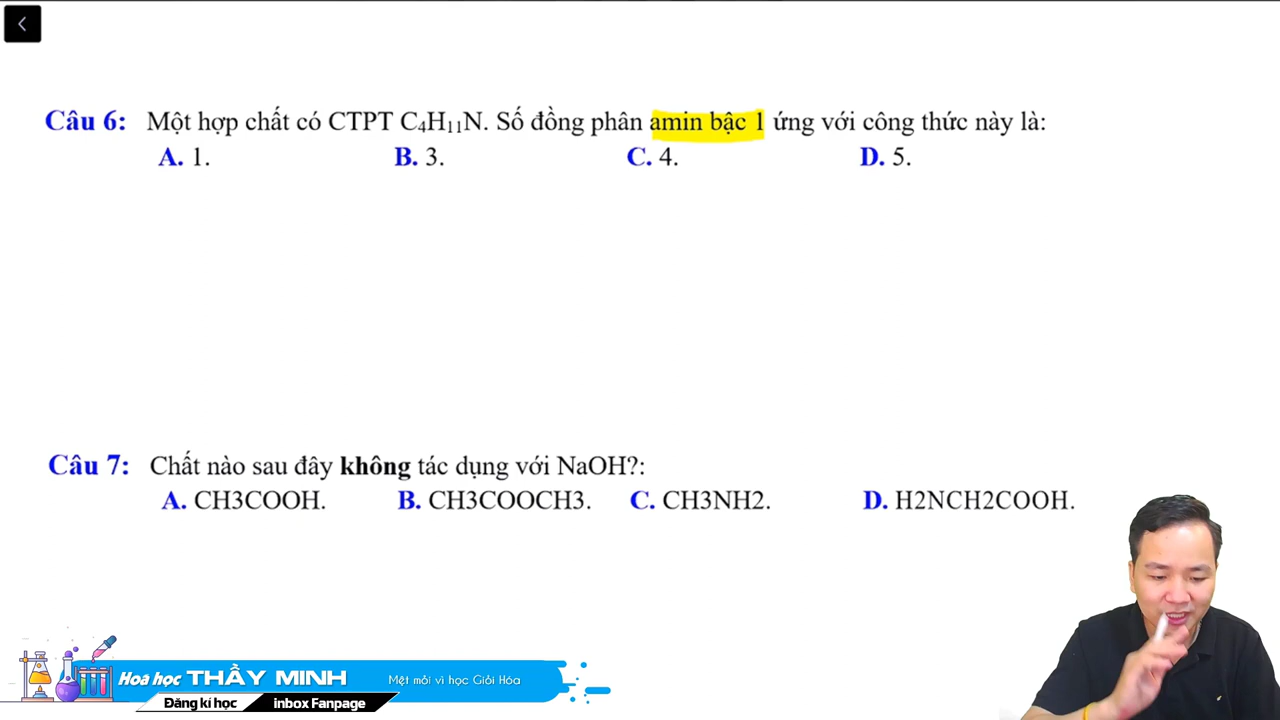 Câu 6: Một hợp chất có CTPT C₄H₁₁N. Số đồng phân amin bậc 1 ứng với công thức này là:
A. 1. B. 3. C. 4. D. 5.
Câu 7: Chất nào sau đây không tác dụng với NaOH?:
A. CH3COOH. B. CH3COOCH3. C. CH3NH2. D. H2NCH2COOH.
Hoá học THẦY MINH Mệt mỏi vì học Giỏi Hóa
Đăng kí học inbox Fanpage